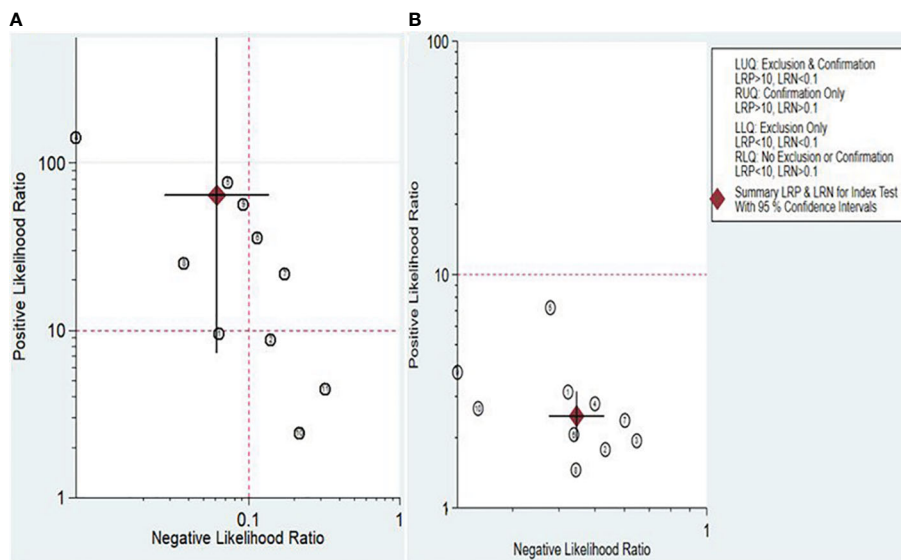 A
Positive Likelihood Ratio
100
10
1
0.1
1
Negative Likelihood Ratio
B
Positive Likelihood Ratio
100
10
1
1
Negative Likelihood Ratio
LUQ: Exclusion & Confirmation
LRP>10, LRN<0.1
RUQ: Confirmation Only
LRP>10, LRN>0.1
LLQ: Exclusion Only
LRP<10, LRN<0.1
RLQ: No Exclusion or Confirmation
LRP<10, LRN>0.1
Summary LRP & LRN for Index Test
With 95 % Confidence Intervals